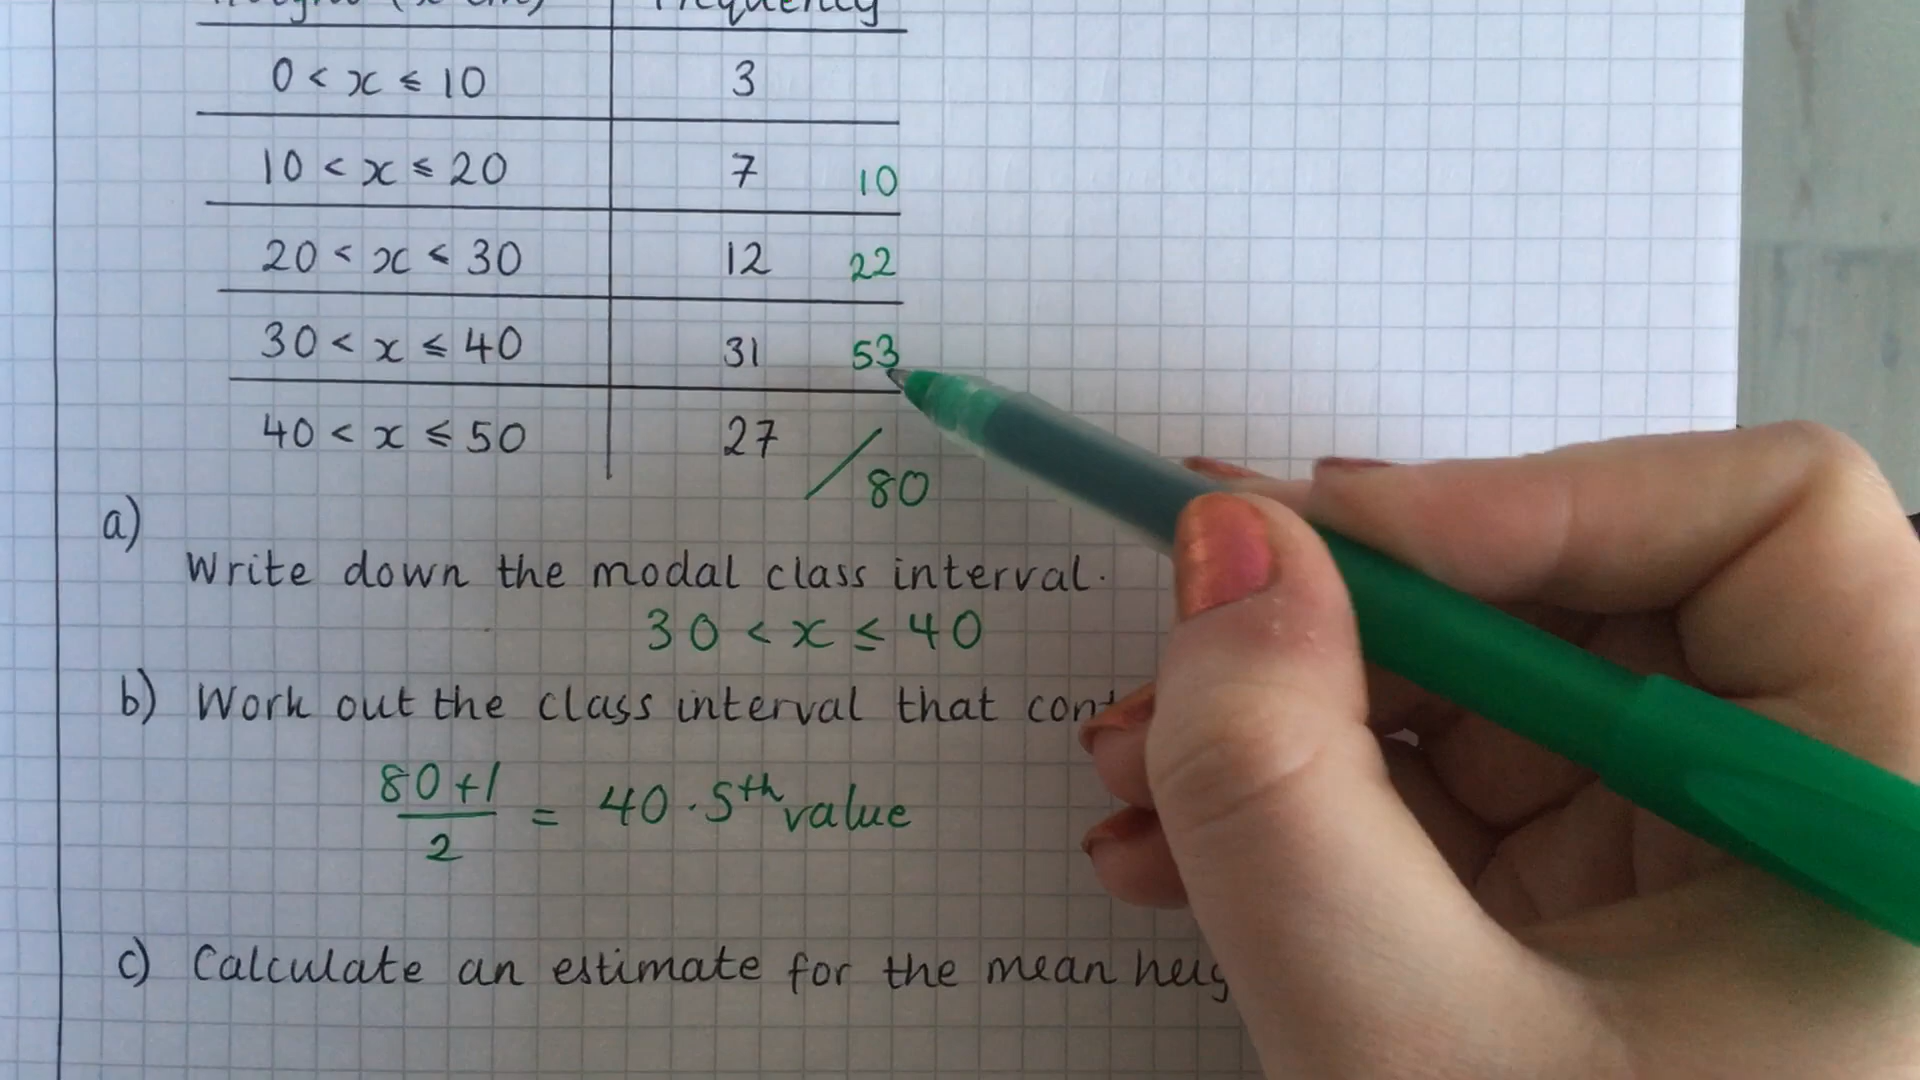 Frequency
0 < x ≤ 10 3
10 < x ≤ 20 7 10
20 < x < 30 12 22
30 < x ≤ 40 31 53
40 < x ≤ 50 27
80
a)
Write down the modal class interval.
30 < x ≤ 40
b) Work out the class interval that
80+1
2
= 40.5th value
c) Calculate an estimate for the mean